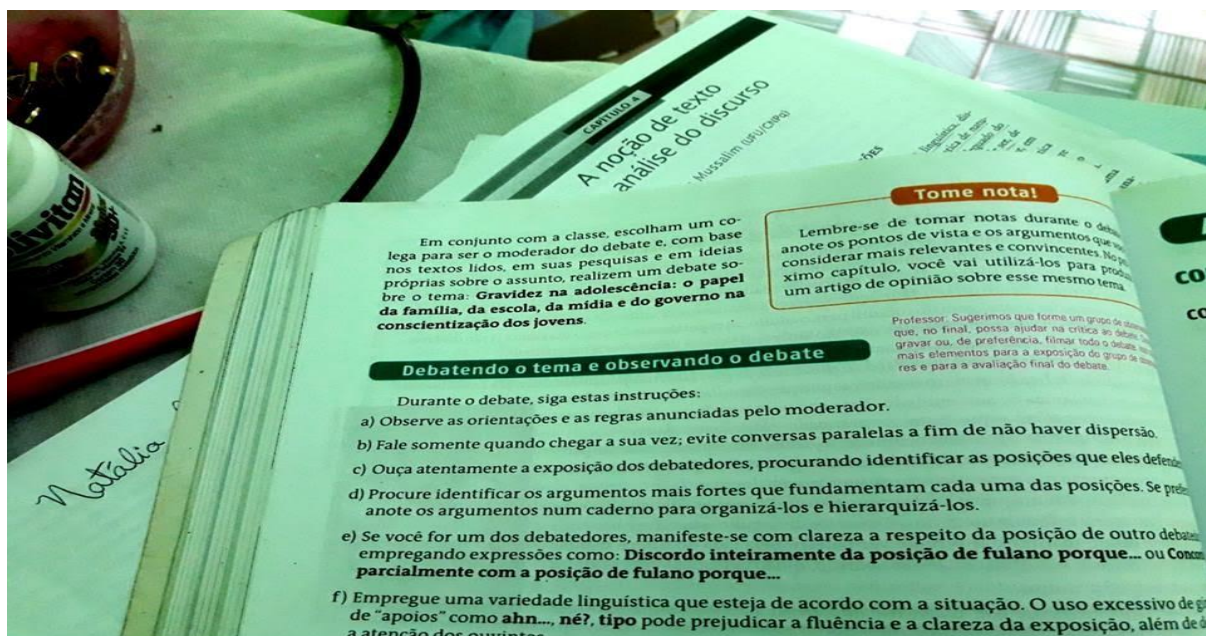 CAPÍTULO 4
A noção de texto
análise do discurso
Mussalim (UFU/CNPq)
Em conjunto com a classe, escolham um co-
lega para ser o moderador do debate e, com base
nos textos lidos, em suas pesquisas e em ideias
próprias sobre o assunto, realizem um debate so-
bre o tema: Gravidez na adolescência: o papel
da família, da escola, da mídia e do governo na
conscientização dos jovens.
Tome nota!
Lembre-se de tomar notas durante o
anote os pontos de vista e os argumentos que
considerar mais relevantes e convincentes. No
ximo capítulo, você vai utilizá-los para
um artigo de opinião sobre esse mesmo tema.
Professor: Sugerimos que forme um grupo de
que, no final, possa ajudar na crítica ao debate.
gravar ou, de preferência, filmar todo o debate
mais elementos para a exposição do grupo de
res e para a avaliação final do debate.
Debatendo o tema e observando o debate
Durante o debate, siga estas instruções:
a) Observe as orientações e as regras anunciadas pelo moderador.
b) Fale somente quando chegar a sua vez; evite conversas paralelas a fim de não haver dispersão.
c) Ouça atentamente a exposição dos debatedores, procurando identificar as posições que eles
d) Procure identificar os argumentos mais fortes que fundamentam cada uma das posições. Se
anote os argumentos num caderno para organizá-los e hierarquizá-los.
e) Se você for um dos debatedores, manifeste-se com clareza a respeito da posição de outro
empregando expressões como: Discordo inteiramente da posição de fulano porque... ou
parcialmente com a posição de fulano porque...
f) Empregue uma variedade linguística que esteja de acordo com a situação. O uso excessivo de
de "apoios" como ahn..., né?, tipo pode prejudicar a fluência e a clareza da exposição, além de
a atenção dos ouvintes.
Natália